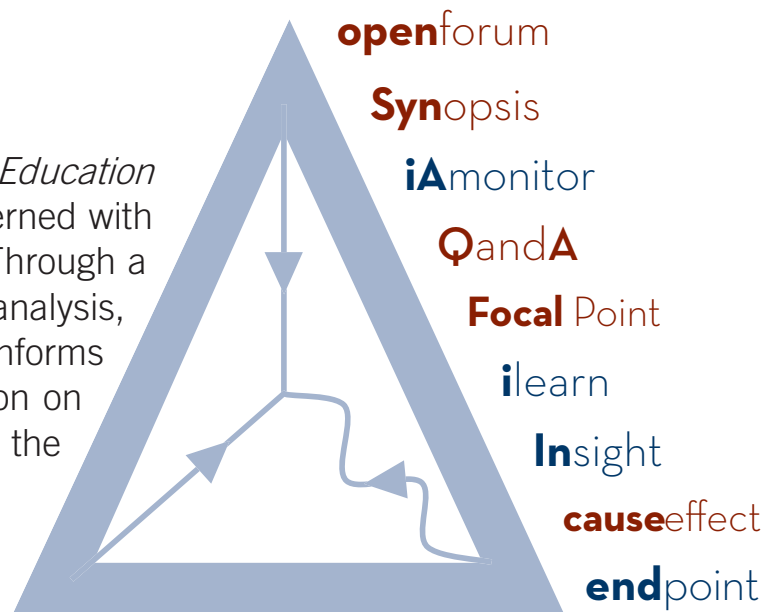 openforum
Synopsis
iAmonitor
QandA
Focal Point
ilearn
Insight
causeeffect
endpoint
Education
erned with
Through a
analysis,
nforms
on on
the